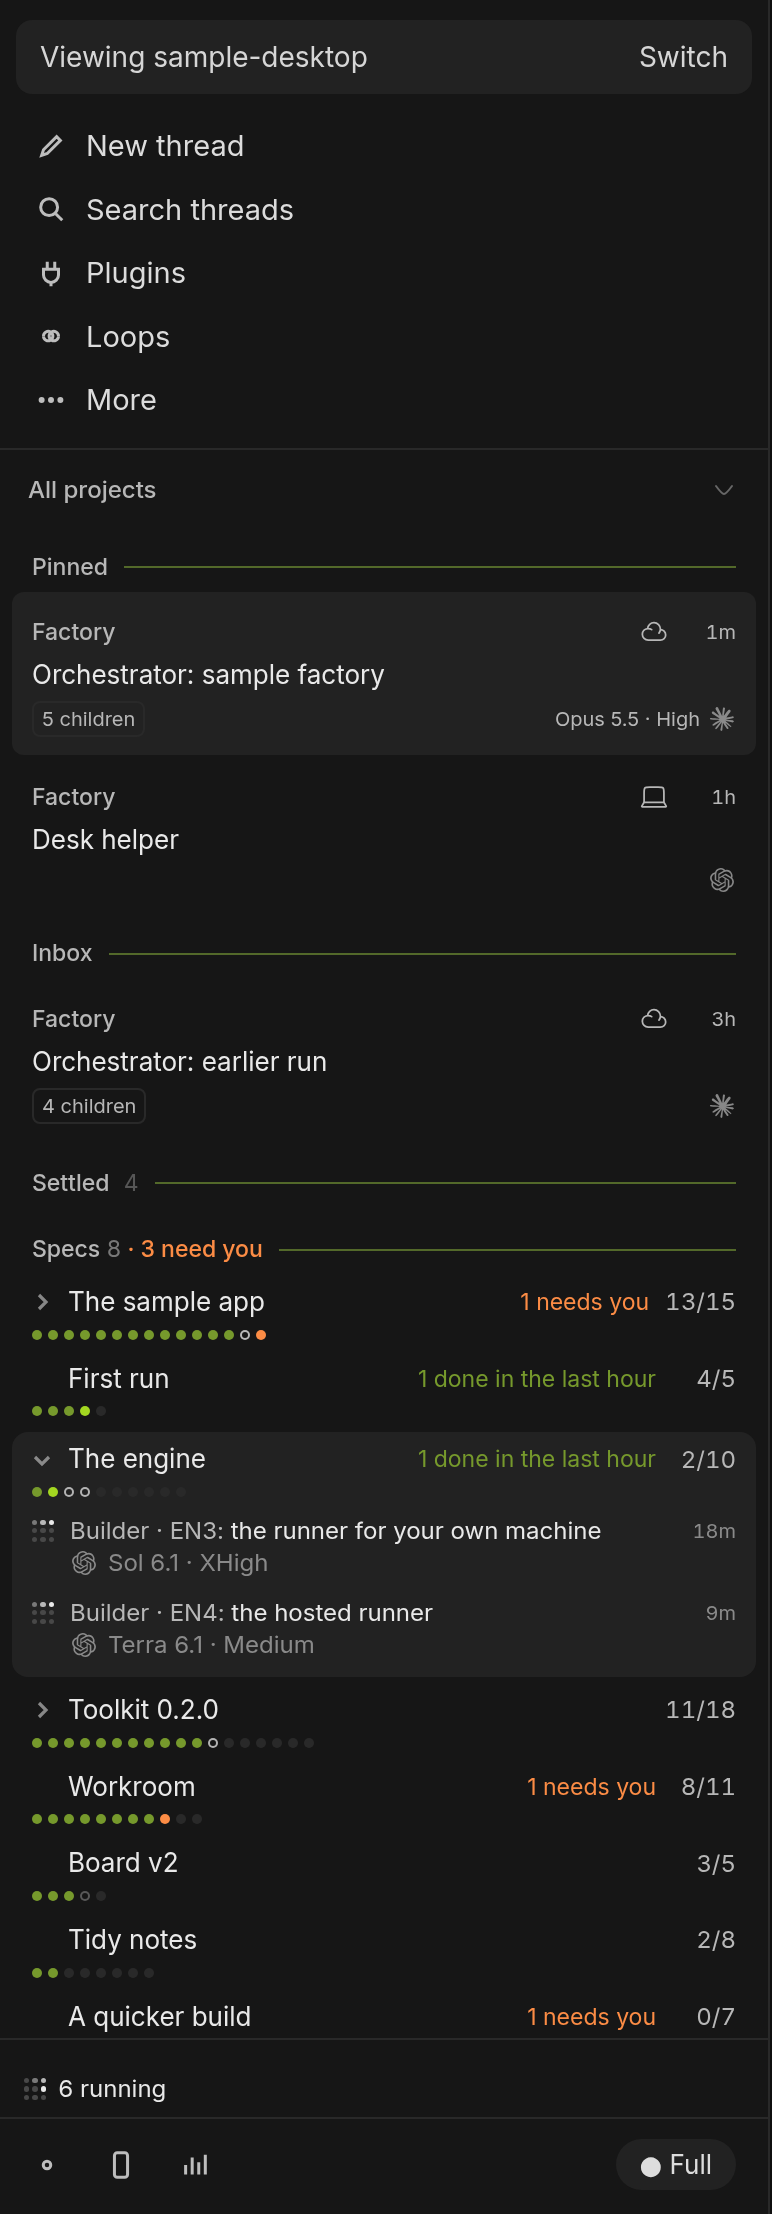 Viewing sample-desktop Switch
New thread
Search threads
Plugins
Loops
More
All projects
Pinned
Factory 1m
Orchestrator: sample factory
5 children Opus 5.5 · High
Factory 1h
Desk helper
Inbox
Factory 3h
Orchestrator: earlier run
4 children
Settled 4
Specs 8 · 3 need you
The sample app 1 needs you 13/15
First run 1 done in the last hour 4/5
The engine 1 done in the last hour 2/10
Builder · EN3: the runner for your own machine 18m
Sol 6.1 · XHigh
Builder · EN4: the hosted runner 9m
Terra 6.1 · Medium
Toolkit 0.2.0 11/18
Workroom 1 needs you 8/11
Board v2 3/5
Tidy notes 2/8
A quicker build 1 needs you 0/7
6 running
Full